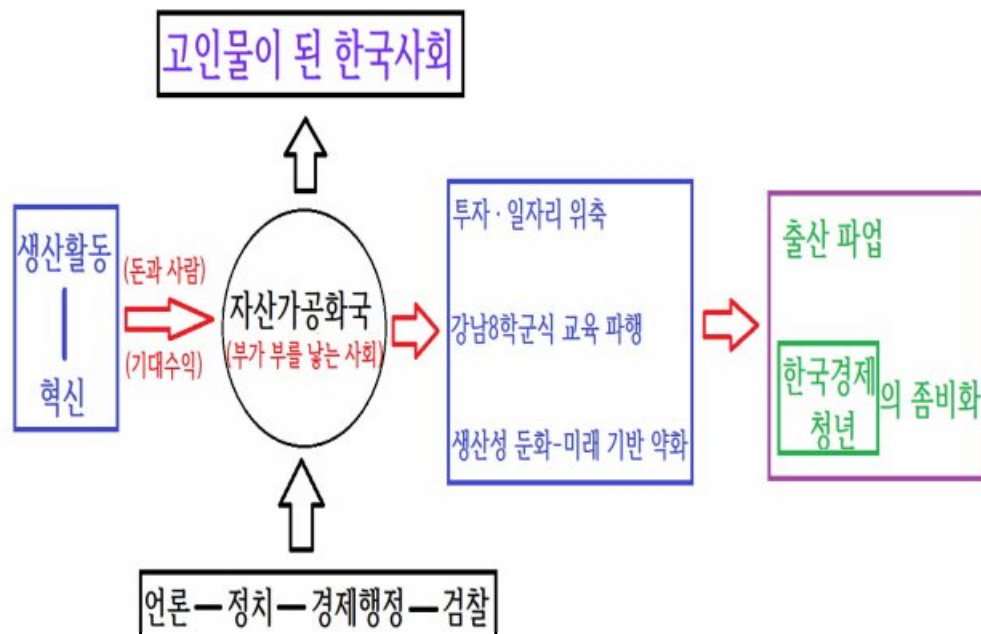 고인물이 된 한국사회
생산활동
혁신
(돈과 사람)
(기대수익)
자산가공화국
(부가 부를 낳는 사회)
투자·일자리 위축
강남8학군식 교육 파행
생산성 둔화-미래 기반 약화
출산 파업
한국경제
청년
의 좀비화
언론ㅡ정치ㅡ경제행정ㅡ검찰